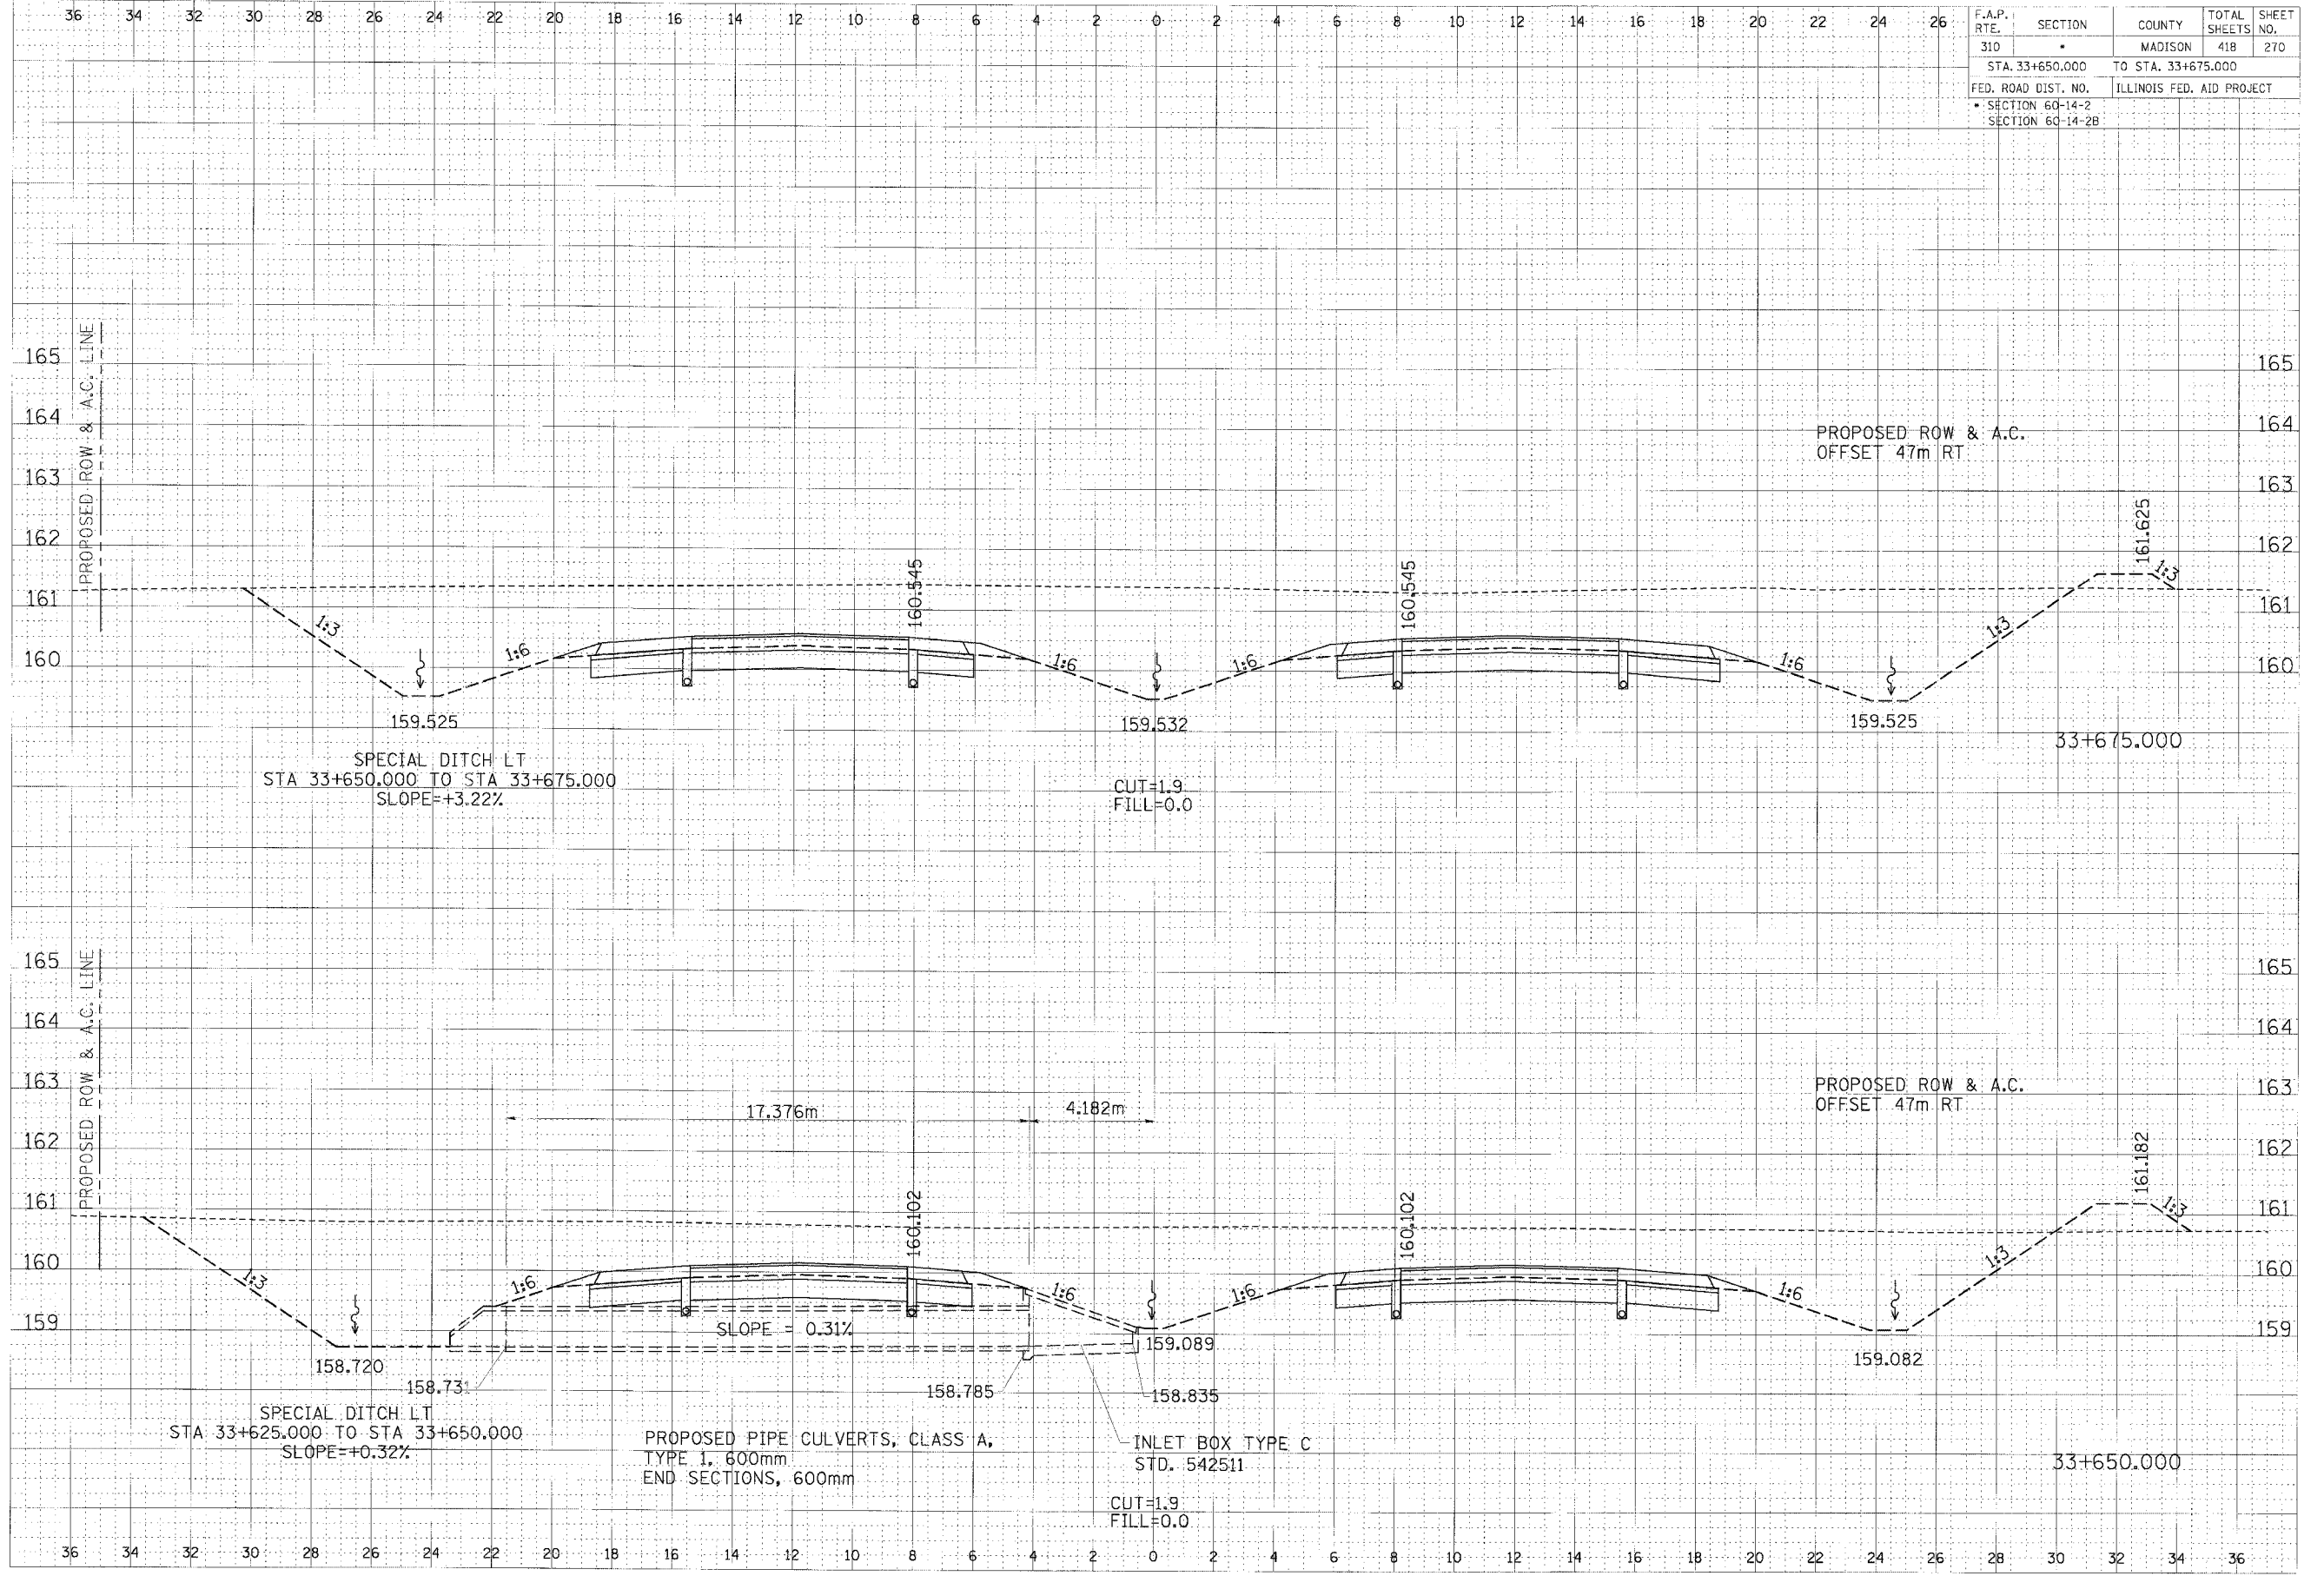 36 34 32 30 28 26 24 22 20 18 16 14 12 10 8 6 4 2 0 2 4 6 8 10 12 14 16 18 20 22 24 26
F.A.P. RTE. SECTION COUNTY TOTAL SHEETS SHEET NO.
310 * MADISON 418 270
STA. 33+650.000 TO STA. 33+675.000
FED. ROAD DIST. NO. ILLINOIS FED. AID PROJECT
* SECTION 60-14-2
SECTION 60-14-2B
PROPOSED ROW & A.C. LINE
165 165
164 164
PROPOSED ROW & A.C.
OFFSET 47m RT
163 163
162 162
161.625
161 161
160.545 160.545
1:3 1:6 1:6 1:6 1:6 1:3 1:3
160 160
159.525 159.532 159.525
33+675.000
SPECIAL DITCH LT
STA 33+650.000 TO STA 33+675.000
SLOPE=+3.22%
CUT=1.9
FILL=0.0
PROPOSED ROW & A.C. LINE
165 165
164 164
163 163
PROPOSED ROW & A.C.
OFFSET 47m RT
17.376m 4.182m
162 162
161.182
161 161
160.102 160.102
160 160
1:3 1:6 1:6 1:6 1:6 1:3 1:3
159 159
SLOPE = 0.31%
159.089
158.720 159.082
158.731 158.785 158.835
SPECIAL DITCH LT
STA 33+625.000 TO STA 33+650.000
SLOPE=+0.32%
PROPOSED PIPE CULVERTS, CLASS A,
TYPE 1, 600mm
END SECTIONS, 600mm
INLET BOX TYPE C
STD. 542511
33+650.000
CUT=1.9
FILL=0.0
36 34 32 30 28 26 24 22 20 18 16 14 12 10 8 6 4 2 0 2 4 6 8 10 12 14 16 18 20 22 24 26 28 30 32 34 36